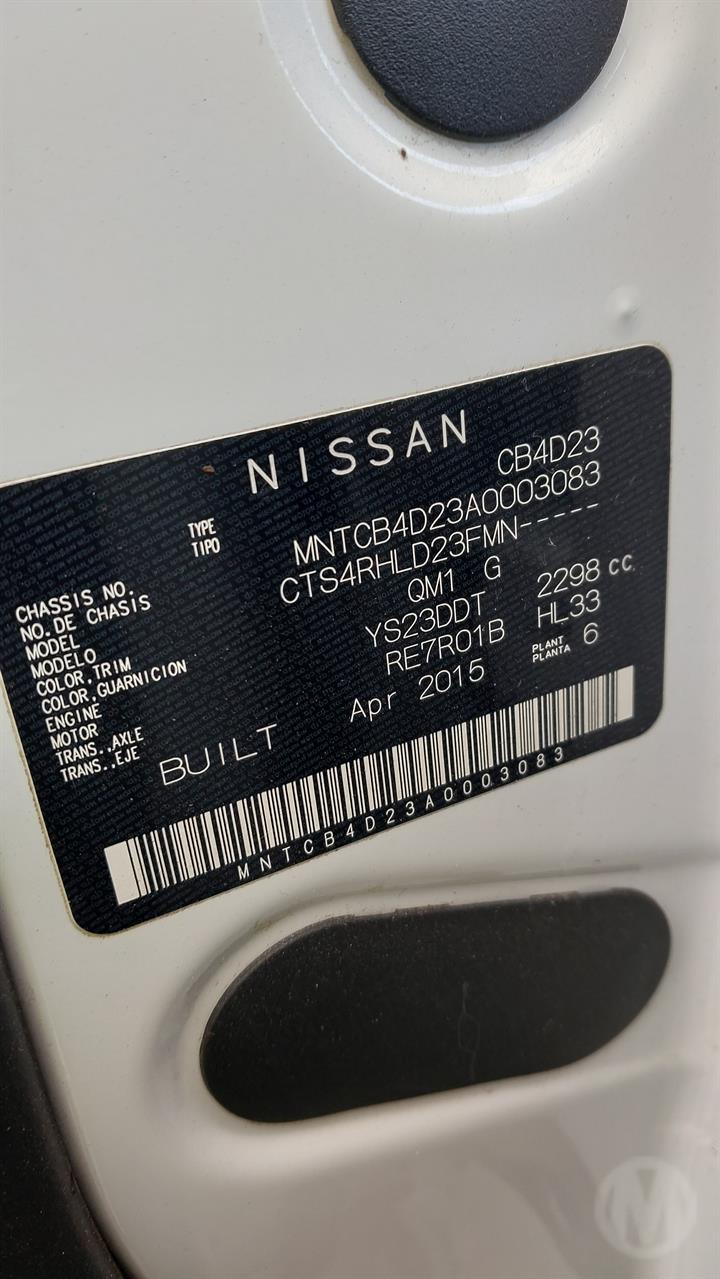 NISSAN
TYPE CB4D23
TIPO
CHASSIS NO. MNTCB4D23A0003083
NO. DE CHASIS
MODEL CTS4RHLD23FMN-----
MODELO
COLOR, TRIM QM1 G
COLOR, GUARNICION
ENGINE YS23DDT 2298 CC
MOTOR
TRANS., AXLE RE7R01B HL33
TRANS., EJE
BUILT Apr 2015 PLANT 6
PLANTA
MNTCB4D23A0003083
M